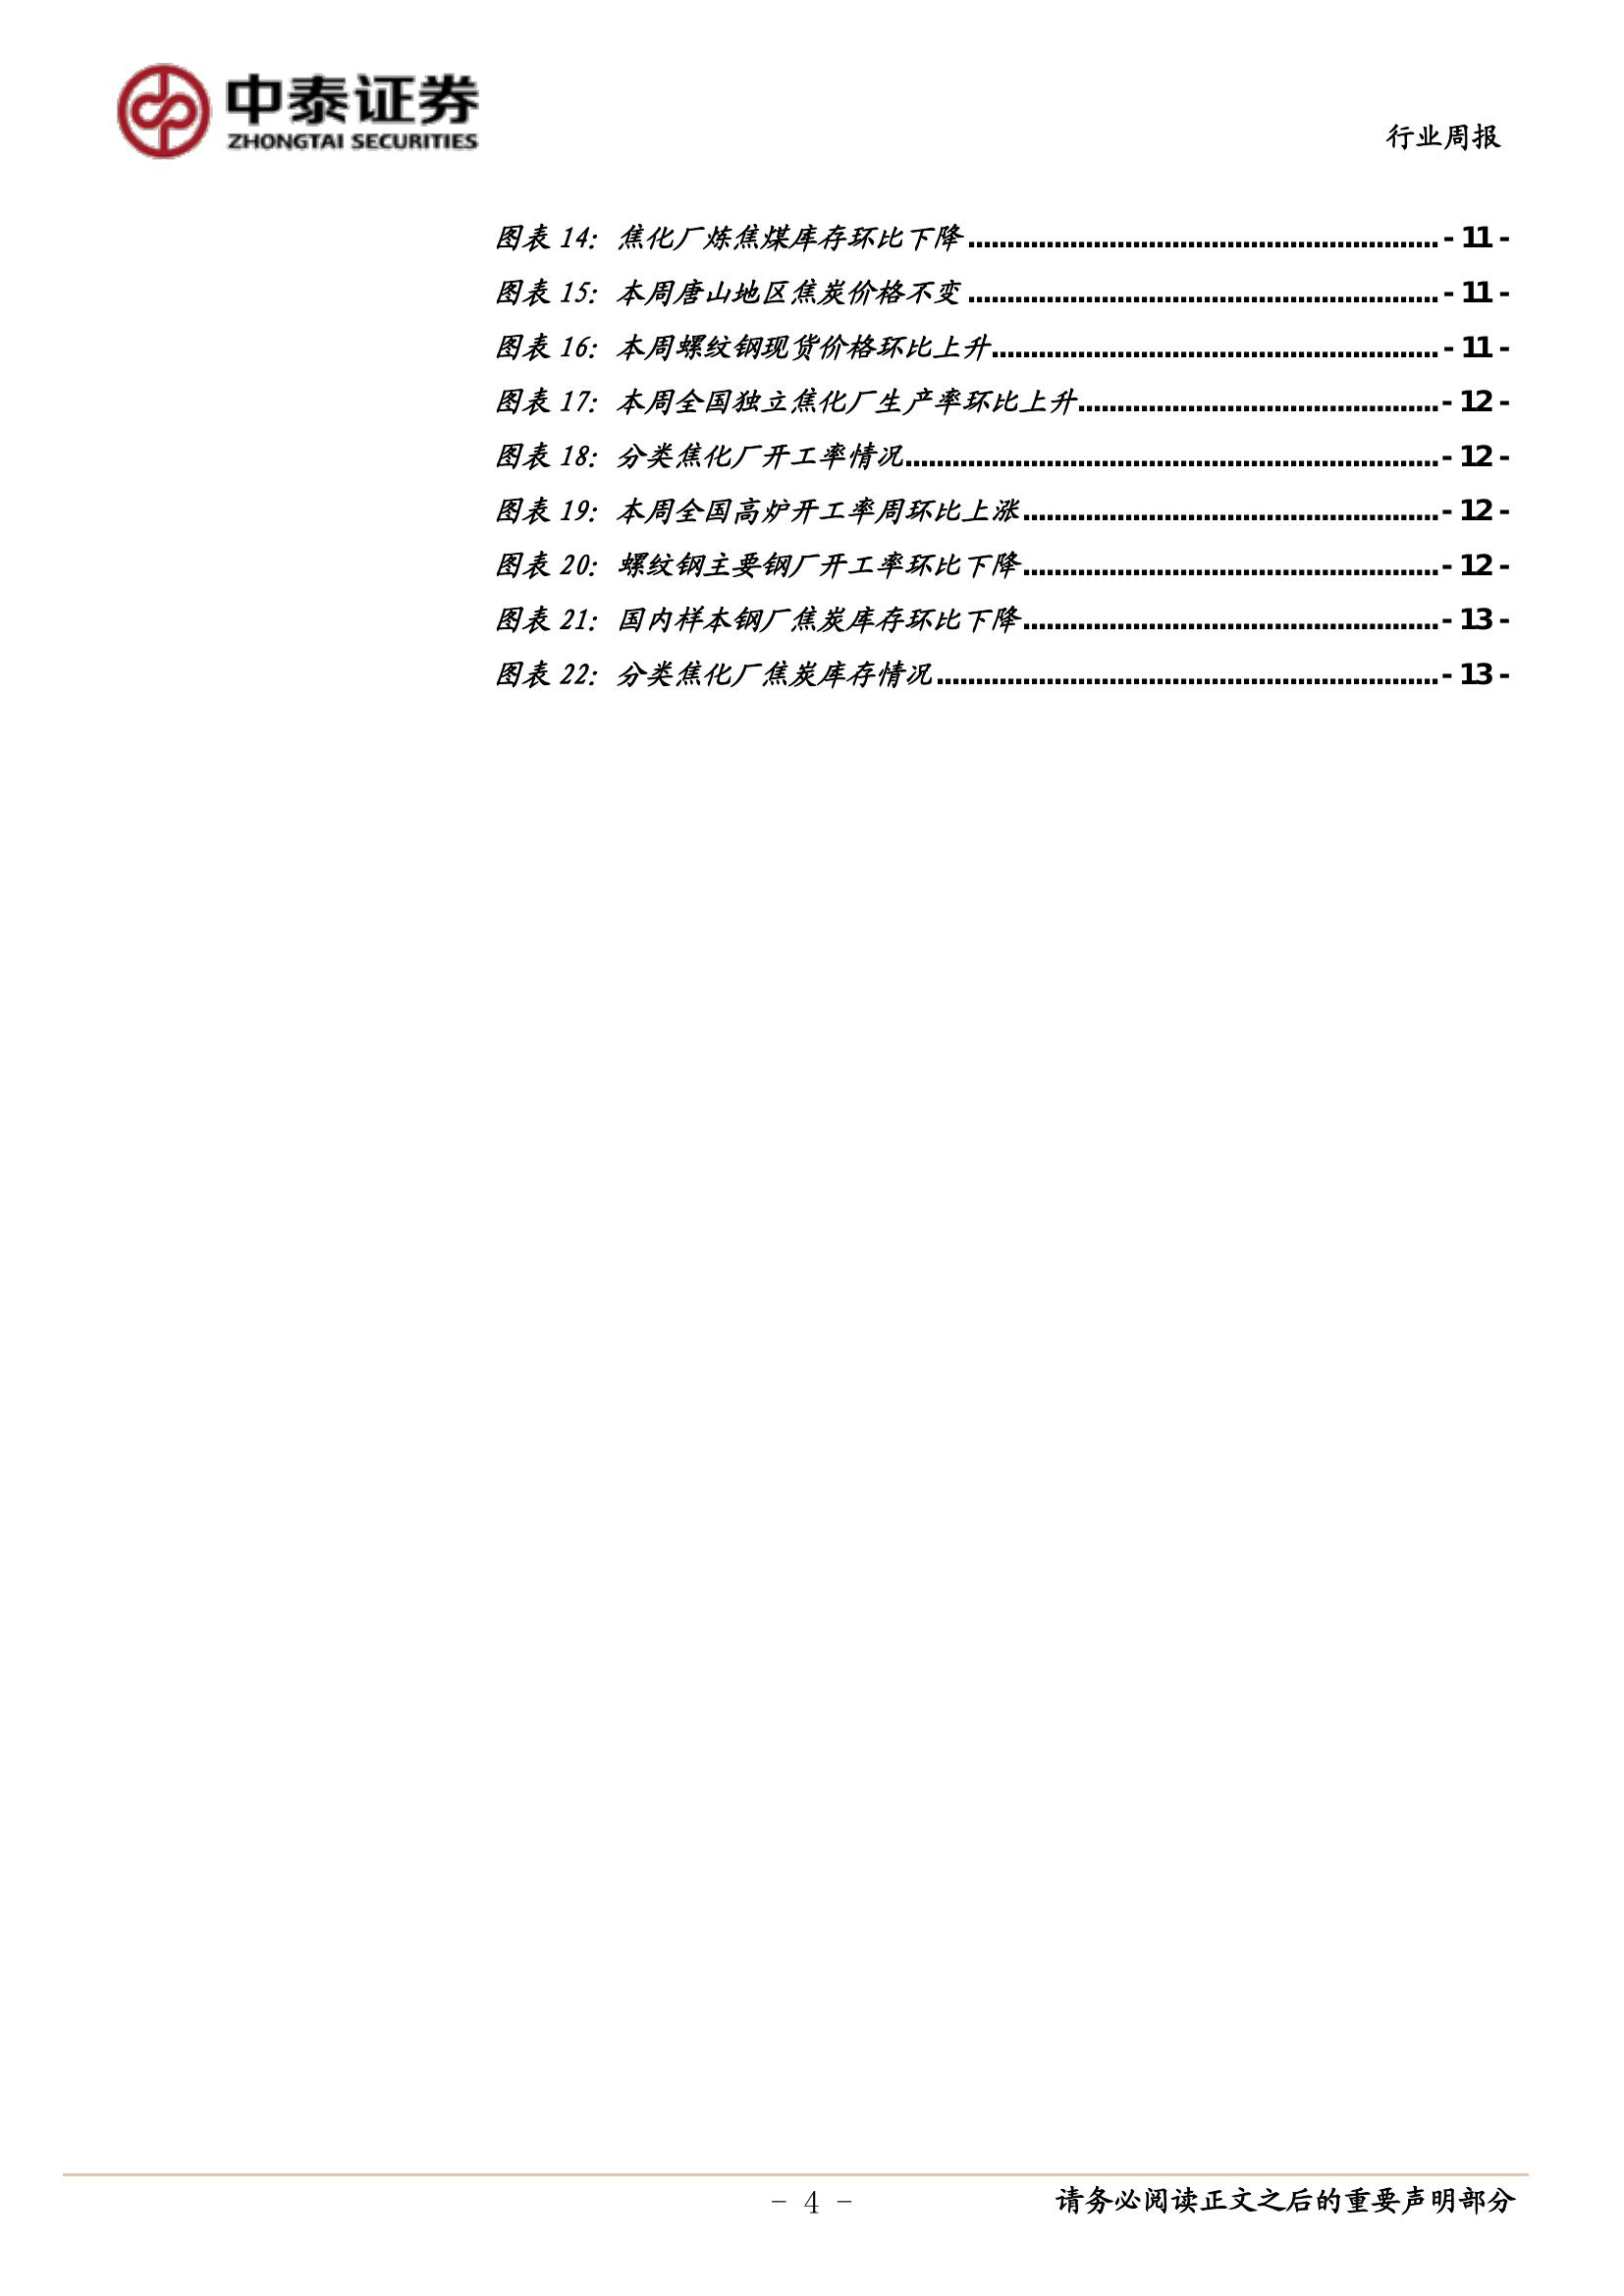 中泰证券
ZHONGTAI SECURITIES
行业周报
图表 14：焦化厂炼焦煤库存环比下降............................................................ - 11 -
图表 15：本周唐山地区焦炭价格不变............................................................ - 11 -
图表 16：本周螺纹钢现货价格环比上升......................................................... - 11 -
图表 17：本周全国独立焦化厂生产率环比上升.............................................. - 12 -
图表 18：分类焦化厂开工率情况.................................................................... - 12 -
图表 19：本周全国高炉开工率周环比上涨..................................................... - 12 -
图表 20：螺纹钢主要钢厂开工率环比下降..................................................... - 12 -
图表 21：国内样本钢厂焦炭库存环比下降..................................................... - 13 -
图表 22：分类焦化厂焦炭库存情况................................................................ - 13 -
- 4 -
请务必阅读正文之后的重要声明部分